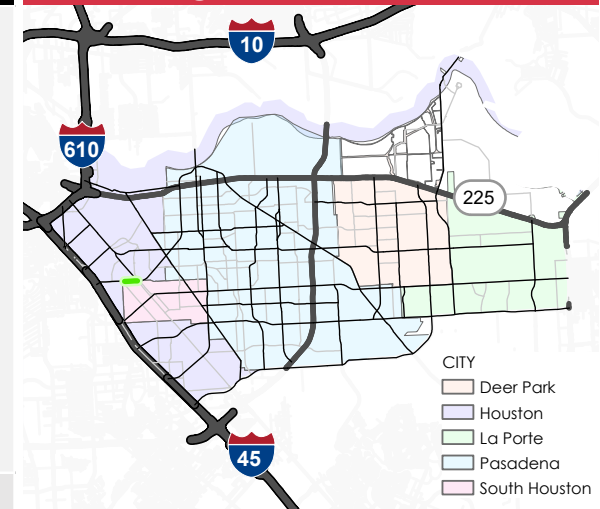 10
610
225
CITY
Deer Park
Houston
La Porte
Pasadena
South Houston
45